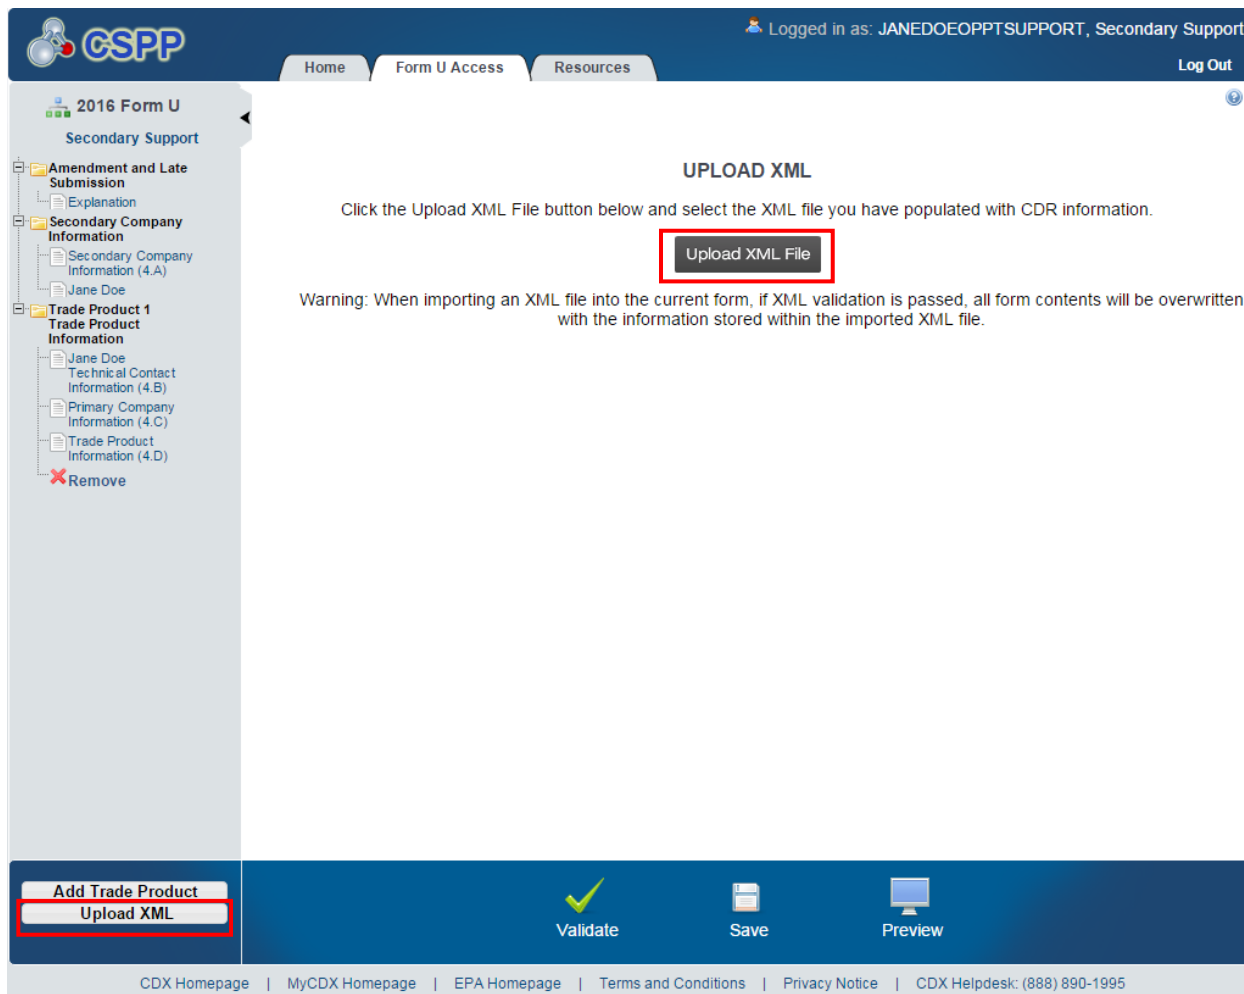 CSPP
Logged in as: JANEDOEOPPTSUPPORT, Secondary Support
Home Form U Access Resources
Log Out
2016 Form U
Secondary Support
Amendment and Late
Submission
Explanation
Secondary Company
Information
Secondary Company
Information (4.A)
Jane Doe
Trade Product 1
Trade Product
Information
Jane Doe
Technical Contact
Information (4.B)
Primary Company
Information (4.C)
Trade Product
Information (4.D)
Remove
UPLOAD XML
Click the Upload XML File button below and select the XML file you have populated with CDR information.
Upload XML File
Warning: When importing an XML file into the current form, if XML validation is passed, all form contents will be overwritten
with the information stored within the imported XML file.
Add Trade Product
Upload XML
Validate Save Preview
CDX Homepage | MyCDX Homepage | EPA Homepage | Terms and Conditions | Privacy Notice | CDX Helpdesk: (888) 890-1995